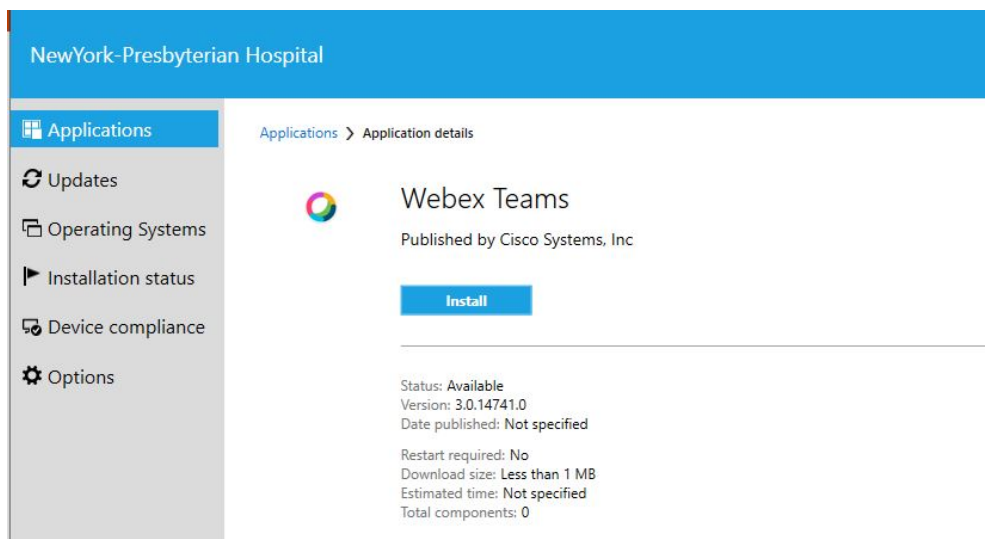 NewYork-Presbyterian Hospital
Applications
Updates
Operating Systems
Installation status
Device compliance
Options
Applications ❯ Application details
Webex Teams
Published by Cisco Systems, Inc
Install
Status: Available
Version: 3.0.14741.0
Date published: Not specified
Restart required: No
Download size: Less than 1 MB
Estimated time: Not specified
Total components: 0